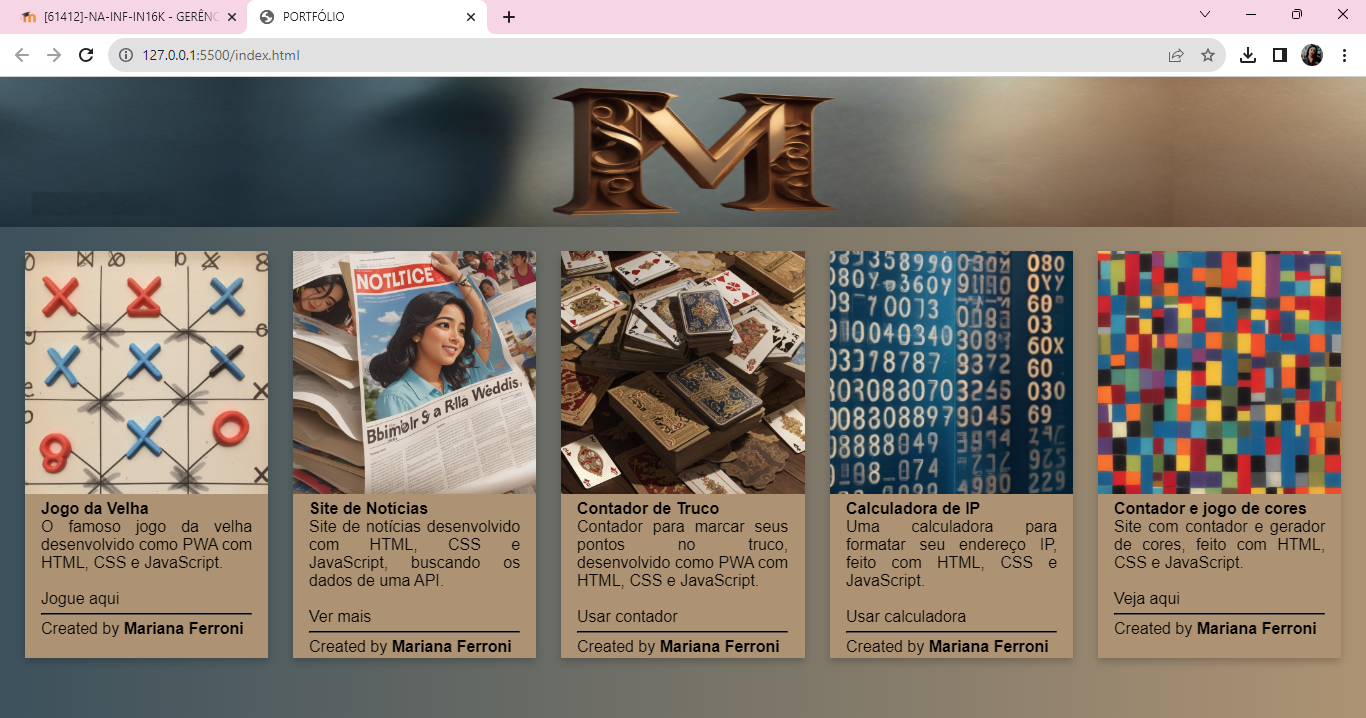 [61412]-NA-INF-IN16K - GERÊNC
PORTFÓLIO
127.0.0.1:5500/index.html
M
NOTLTICE
Jogo da Velha
O famoso jogo da velha
desenvolvido como PWA com
HTML, CSS e JavaScript.
Jogue aqui
Created by Mariana Ferroni
Site de Notícias
Site de notícias desenvolvido
com HTML, CSS e
JavaScript, buscando os
dados de uma API.
Ver mais
Created by Mariana Ferroni
Contador de Truco
Contador para marcar seus
pontos no truco,
desenvolvido como PWA com
HTML, CSS e JavaScript.
Usar contador
Created by Mariana Ferroni
Calculadora de IP
Uma calculadora para
formatar seu endereço IP,
feito com HTML, CSS e
JavaScript.
Usar calculadora
Created by Mariana Ferroni
Contador e jogo de cores
Site com contador e gerador
de cores, feito com HTML,
CSS e JavaScript.
Veja aqui
Created by Mariana Ferroni